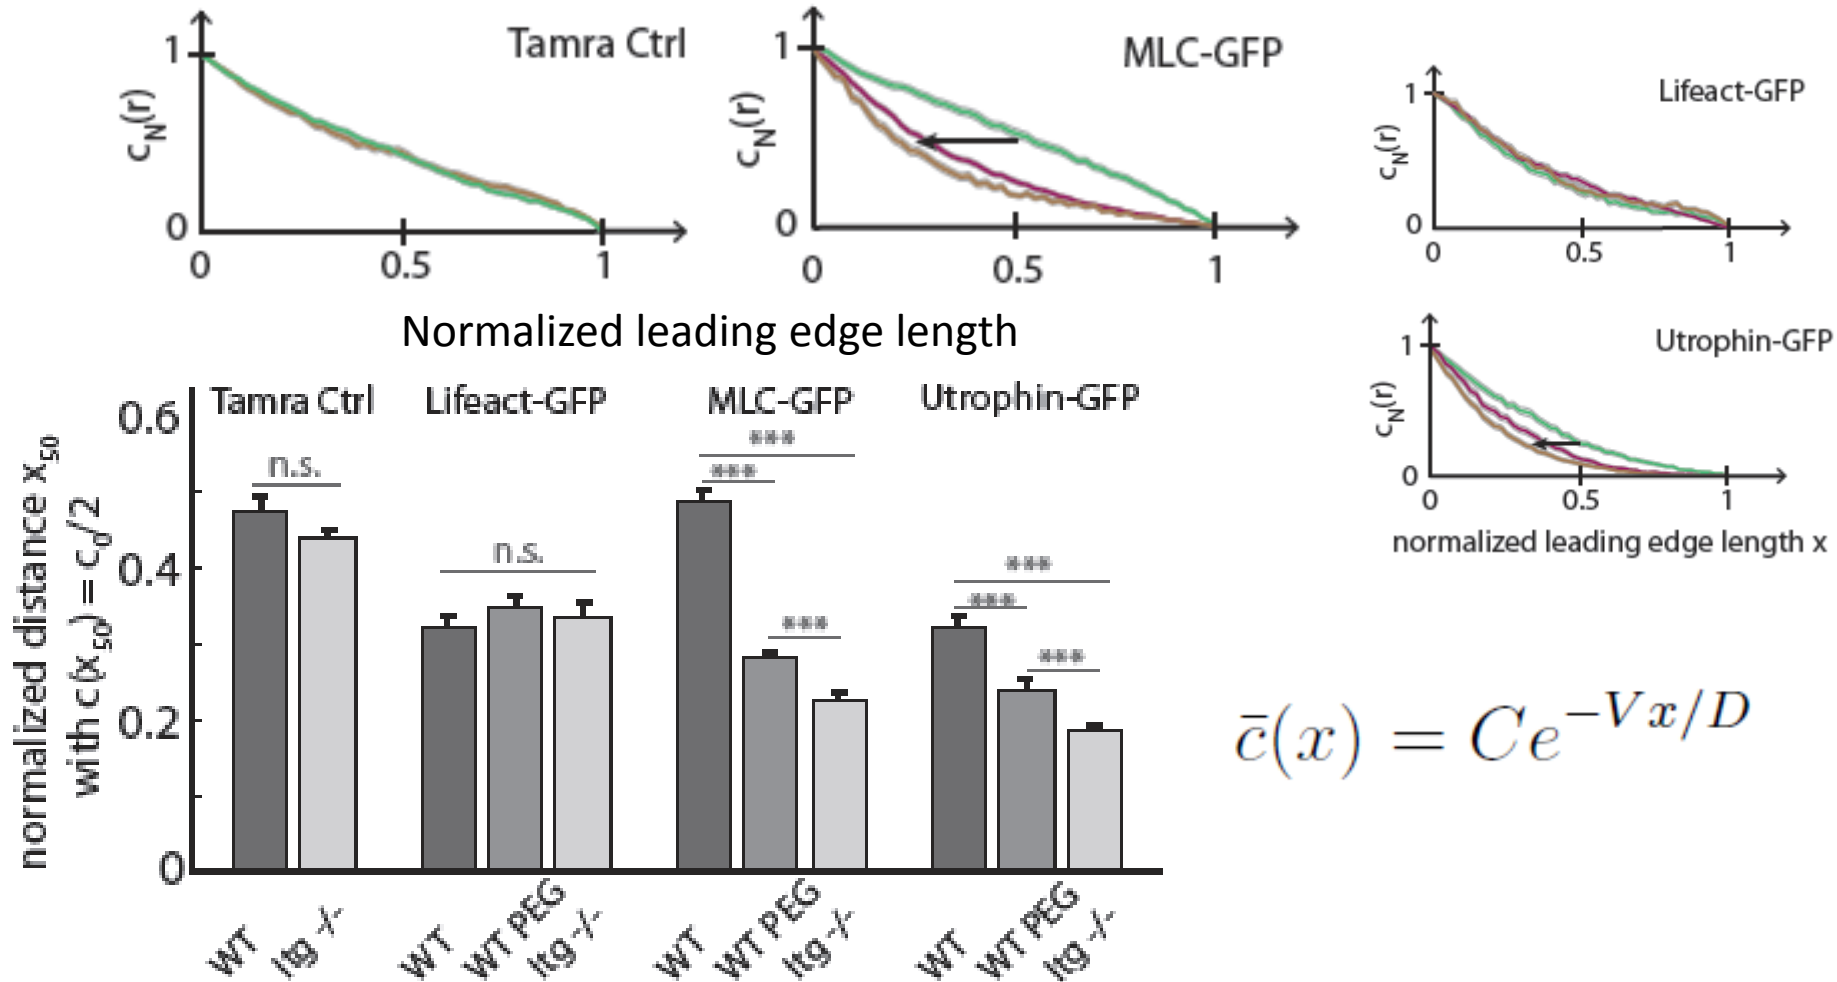 Tamra Ctrl
1
c_N(r)
0
0 0.5 1
MLC-GFP
1
c_N(r)
0
0 0.5 1
Normalized leading edge length
Lifeact-GFP
1
c_N(r)
0
0 0.5 1
Utrophin-GFP
1
c_N(r)
0
0 0.5 1
normalized leading edge length x
normalized distance x_50
with c(x_50) = c_0/2
0.6
0.4
0.2
0
Tamra Ctrl Lifeact-GFP MLC-GFP Utrophin-GFP
n.s.
n.s.
***
***
***
***
***
***
WT Itg -/- WT WT PEG Itg -/- WT WT PEG Itg -/- WT WT PEG Itg -/-
c̄(x) = Ce^{−Vx/D}